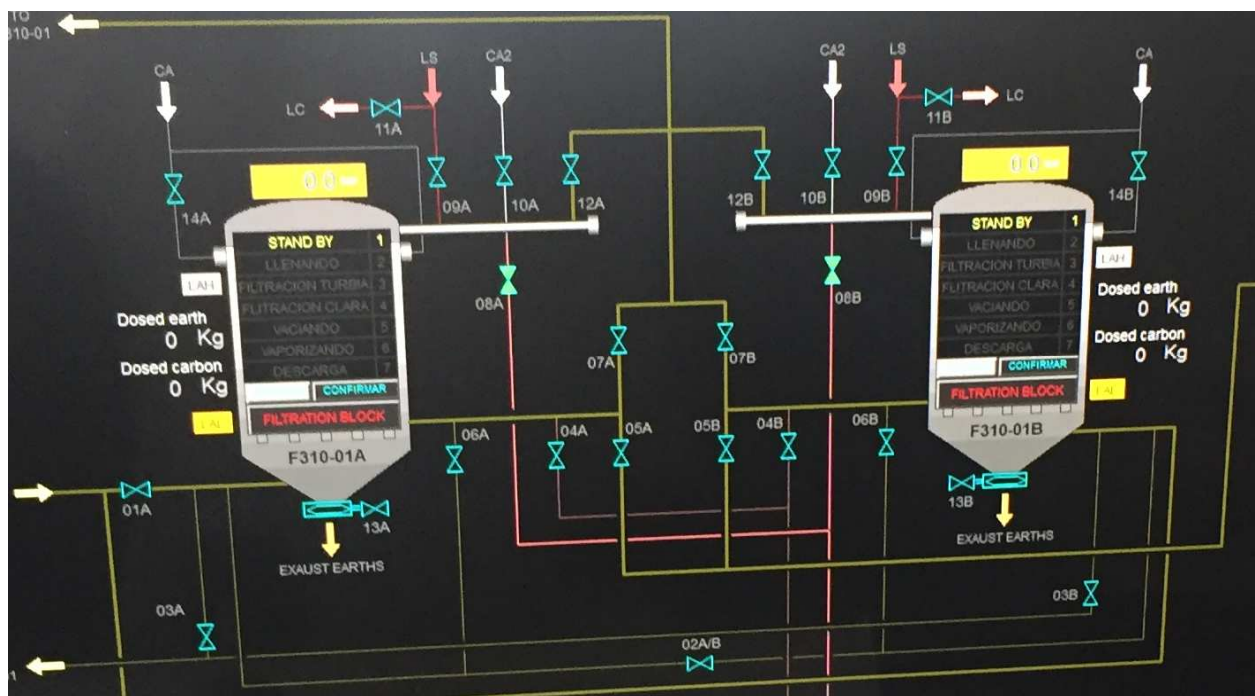 TO
310-01
CA
LS
CA2
LC
11A
CA2
LS
CA
LC
11B
00
00
14A
09A
10A
12A
12B
10B
09B
14B
STAND BY 1
LLENANDO 2
FILTRACION TURBIA 3
FLITRACION CLARA 4
VACIANDO 5
VAPORIZANDO 6
DESCARGA 7
CONFIRMAR
FILTRATION BLOCK
F310-01A
LAH
Dosed earth
0 Kg
Dosed carbon
0 Kg
LAL
08A
07A
07B
08B
STAND BY 1
LLENANDO 2
FILTRACION TURBIA 3
FLITRACION CLARA 4
VACIANDO 5
VAPORIZANDO 6
DESCARGA 7
CONFIRMAR
FILTRATION BLOCK
F310-01B
LAH
Dosed earth
0 Kg
Dosed carbon
0 Kg
LAL
06A
04A
05A
05B
04B
06B
01A
13A
13B
EXAUST EARTHS
EXAUST EARTHS
03A
02A/B
03B